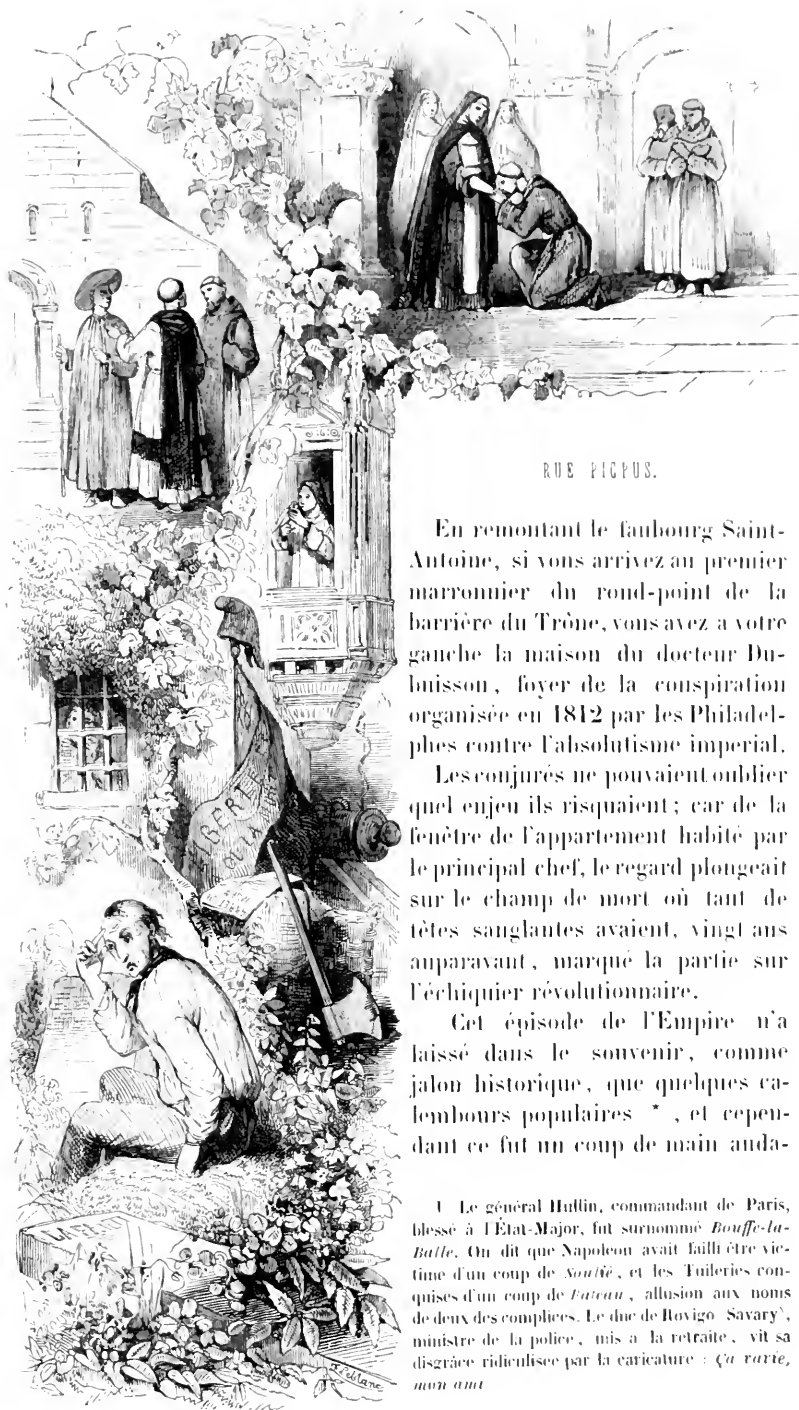 RUE PICPUS.
En remontant le faubourg Saint-
Antoine, si vous arrivez au premier
marronnier du rond-point de la
barrière du Trône, vous avez a votre
gauche la maison du docteur Du-
buisson, foyer de la conspiration
organisée en 1812 par les Philadel-
phes contre l'absolutisme imperial.
Les conjurés ne pouvaient oublier
quel enjeu ils risquaient; car de la
fenêtre de l'appartement habité par
le principal chef, le regard plongeait
sur le champ de mort où tant de
têtes sanglantes avaient, vingt ans
auparavant, marqué la partie sur
l'échiquier révolutionnaire.
Cet épisode de l'Empire n'a
laissé dans le souvenir, comme
jalon historique, que quelques ca-
lembours populaires * , et cepen-
dant ce fut un coup de main auda-
1 Le général Hullin, commandant de Paris,
blessé à l'État-Major, fut surnommé Bouffe-la-
Balle. On dit que Napoleon avait failli être vic-
time d'un coup de Soulié, et les Tuileries con-
quises d'un coup de Fateau, allusion aux noms
de deux des complices. Le duc de Rovigo Savary,
ministre de la police, mis a la retraite, vit sa
disgrâce ridiculisee par la caricature : Ça varie,
mon ami
LIBERTÉ
Leblanc